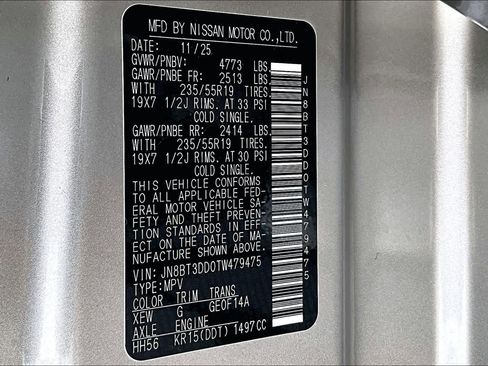 MFD BY NISSAN MOTOR CO.,LTD.
DATE: 11/25
GVWR/PNBV: 4773 LBS
GAWR/PNBE FR: 2513 LBS.
WITH 235/55R19 TIRES
19X7 1/2J RIMS. AT 33 PSI
COLD SINGLE.
GAWR/PNBE RR: 2414 LBS.
WITH 235/55R19 TIRES.
19X7 1/2J RIMS. AT 30 PSI
COLD SINGLE.
THIS VEHICLE CONFORMS
TO ALL APPLICABLE FED-
ERAL MOTOR VEHICLE SA-
FETY AND THEFT PREVEN-
TION STANDARDS IN EFF-
ECT ON THE DATE OF MA-
NUFACTURE SHOWN ABOVE.
VIN: JN8BT3DD0TW479475
TYPE: MPV
COLOR TRIM TRANS
XEW G GE0F14A
AXLE ENGINE
HH56 KR15(DDT) 1497CC
JN8BT3DD0TW479475